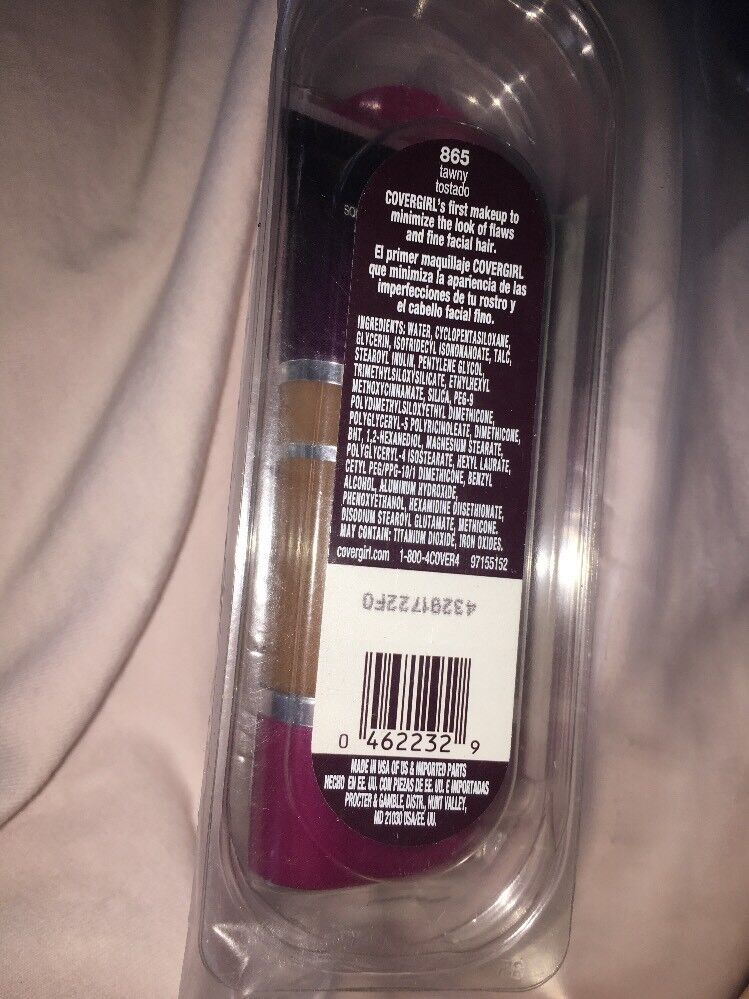 865
tawny
tostado
COVERGIRL's first makeup to
minimize the look of flaws
and fine facial hair.
El primer maquillaje COVERGIRL
que minimiza la apariencia de las
imperfecciones de tu rostro y
el cabello facial fino.
INGREDIENTS: WATER, CYCLOPENTASILOXANE,
GLYCERIN, ISOTRIDECYL ISONONANOATE, TALC,
STEAROYL INULIN, PENTYLENE GLYCOL,
TRIMETHYLSILOXYSILICATE, ETHYLHEXYL
METHOXYCINNAMATE, SILICA, PEG-9
POLYDIMETHYLSILOXYETHYL DIMETHICONE,
POLYGLYCERYL-5 POLYRICINOLEATE, DIMETHICONE,
BHT, 1,2-HEXANEDIOL, MAGNESIUM STEARATE,
POLYGLYCERYL-4 ISOSTEARATE, HEXYL LAURATE,
CETYL PEG/PPG-10/1 DIMETHICONE, BENZYL
ALCOHOL, ALUMINUM HYDROXIDE,
PHENOXYETHANOL, HEXAMIDINE DIISETHIONATE,
DISODIUM STEAROYL GLUTAMATE, METHICONE.
MAY CONTAIN: TITANIUM DIOXIDE, IRON OXIDES.
covergirl.com 1-800-4COVER4 97155152
43291722F0
0 462232 9
MADE IN USA OF US & IMPORTED PARTS
HECHO EN EE. UU. CON PIEZAS DE EE. UU. E IMPORTADAS
PROCTER & GAMBLE, DISTR., HUNT VALLEY,
MD 21030 USA/EE. UU.